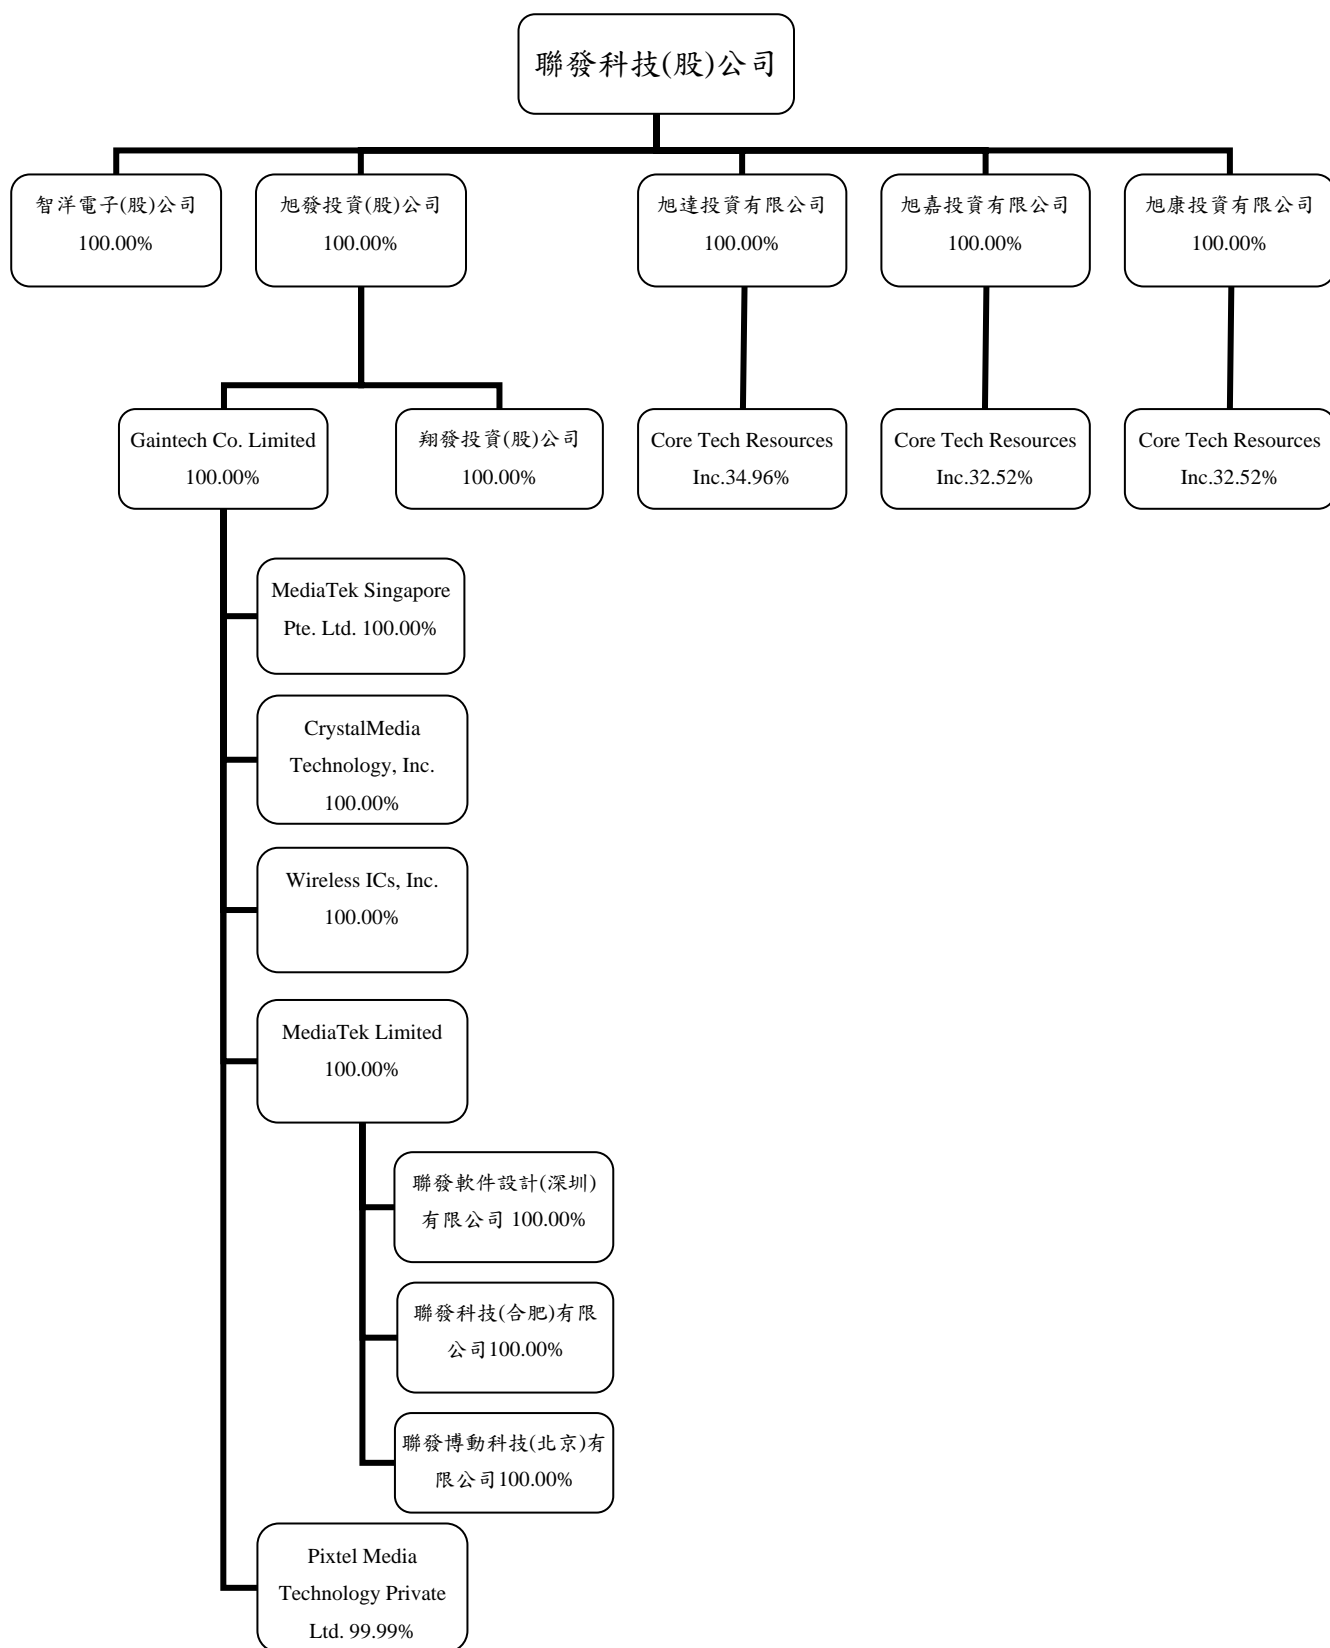 聯發科技(股)公司
智洋電子(股)公司
100.00%
旭發投資(股)公司
100.00%
旭達投資有限公司
100.00%
旭嘉投資有限公司
100.00%
旭康投資有限公司
100.00%
Gaintech Co. Limited
100.00%
翔發投資(股)公司
100.00%
Core Tech Resources
Inc.34.96%
Core Tech Resources
Inc.32.52%
Core Tech Resources
Inc.32.52%
MediaTek Singapore
Pte. Ltd. 100.00%
CrystalMedia
Technology, Inc.
100.00%
Wireless ICs, Inc.
100.00%
MediaTek Limited
100.00%
聯發軟件設計(深圳)
有限公司 100.00%
聯發科技(合肥)有限
公司100.00%
聯發博動科技(北京)有
限公司100.00%
Pixtel Media
Technology Private
Ltd. 99.99%